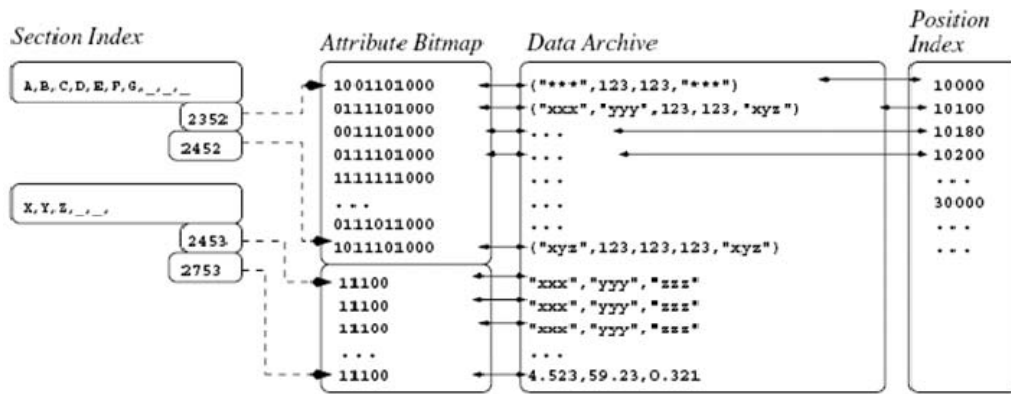 Section Index
A,B,C,D,E,F,G,_,_,_
2352
2452
X,Y,Z,_,_,
2453
2753
Attribute Bitmap
1001101000
0111101000
0011101000
0111101000
1111111000
...
0111011000
1011101000
11100
11100
11100
...
11100
Data Archive
("***",123,123,"***")
("xxx","yyy",123,123,"xyz")
...
...
...
...
...
("xyz",123,123,123,"xyz")
"xxx","yyy","zzz"
"xxx","yyy","zzz"
"xxx","yyy","zzz"
...
4.523,59.23,0.321
Position
Index
10000
10100
10180
10200
...
30000
...
...